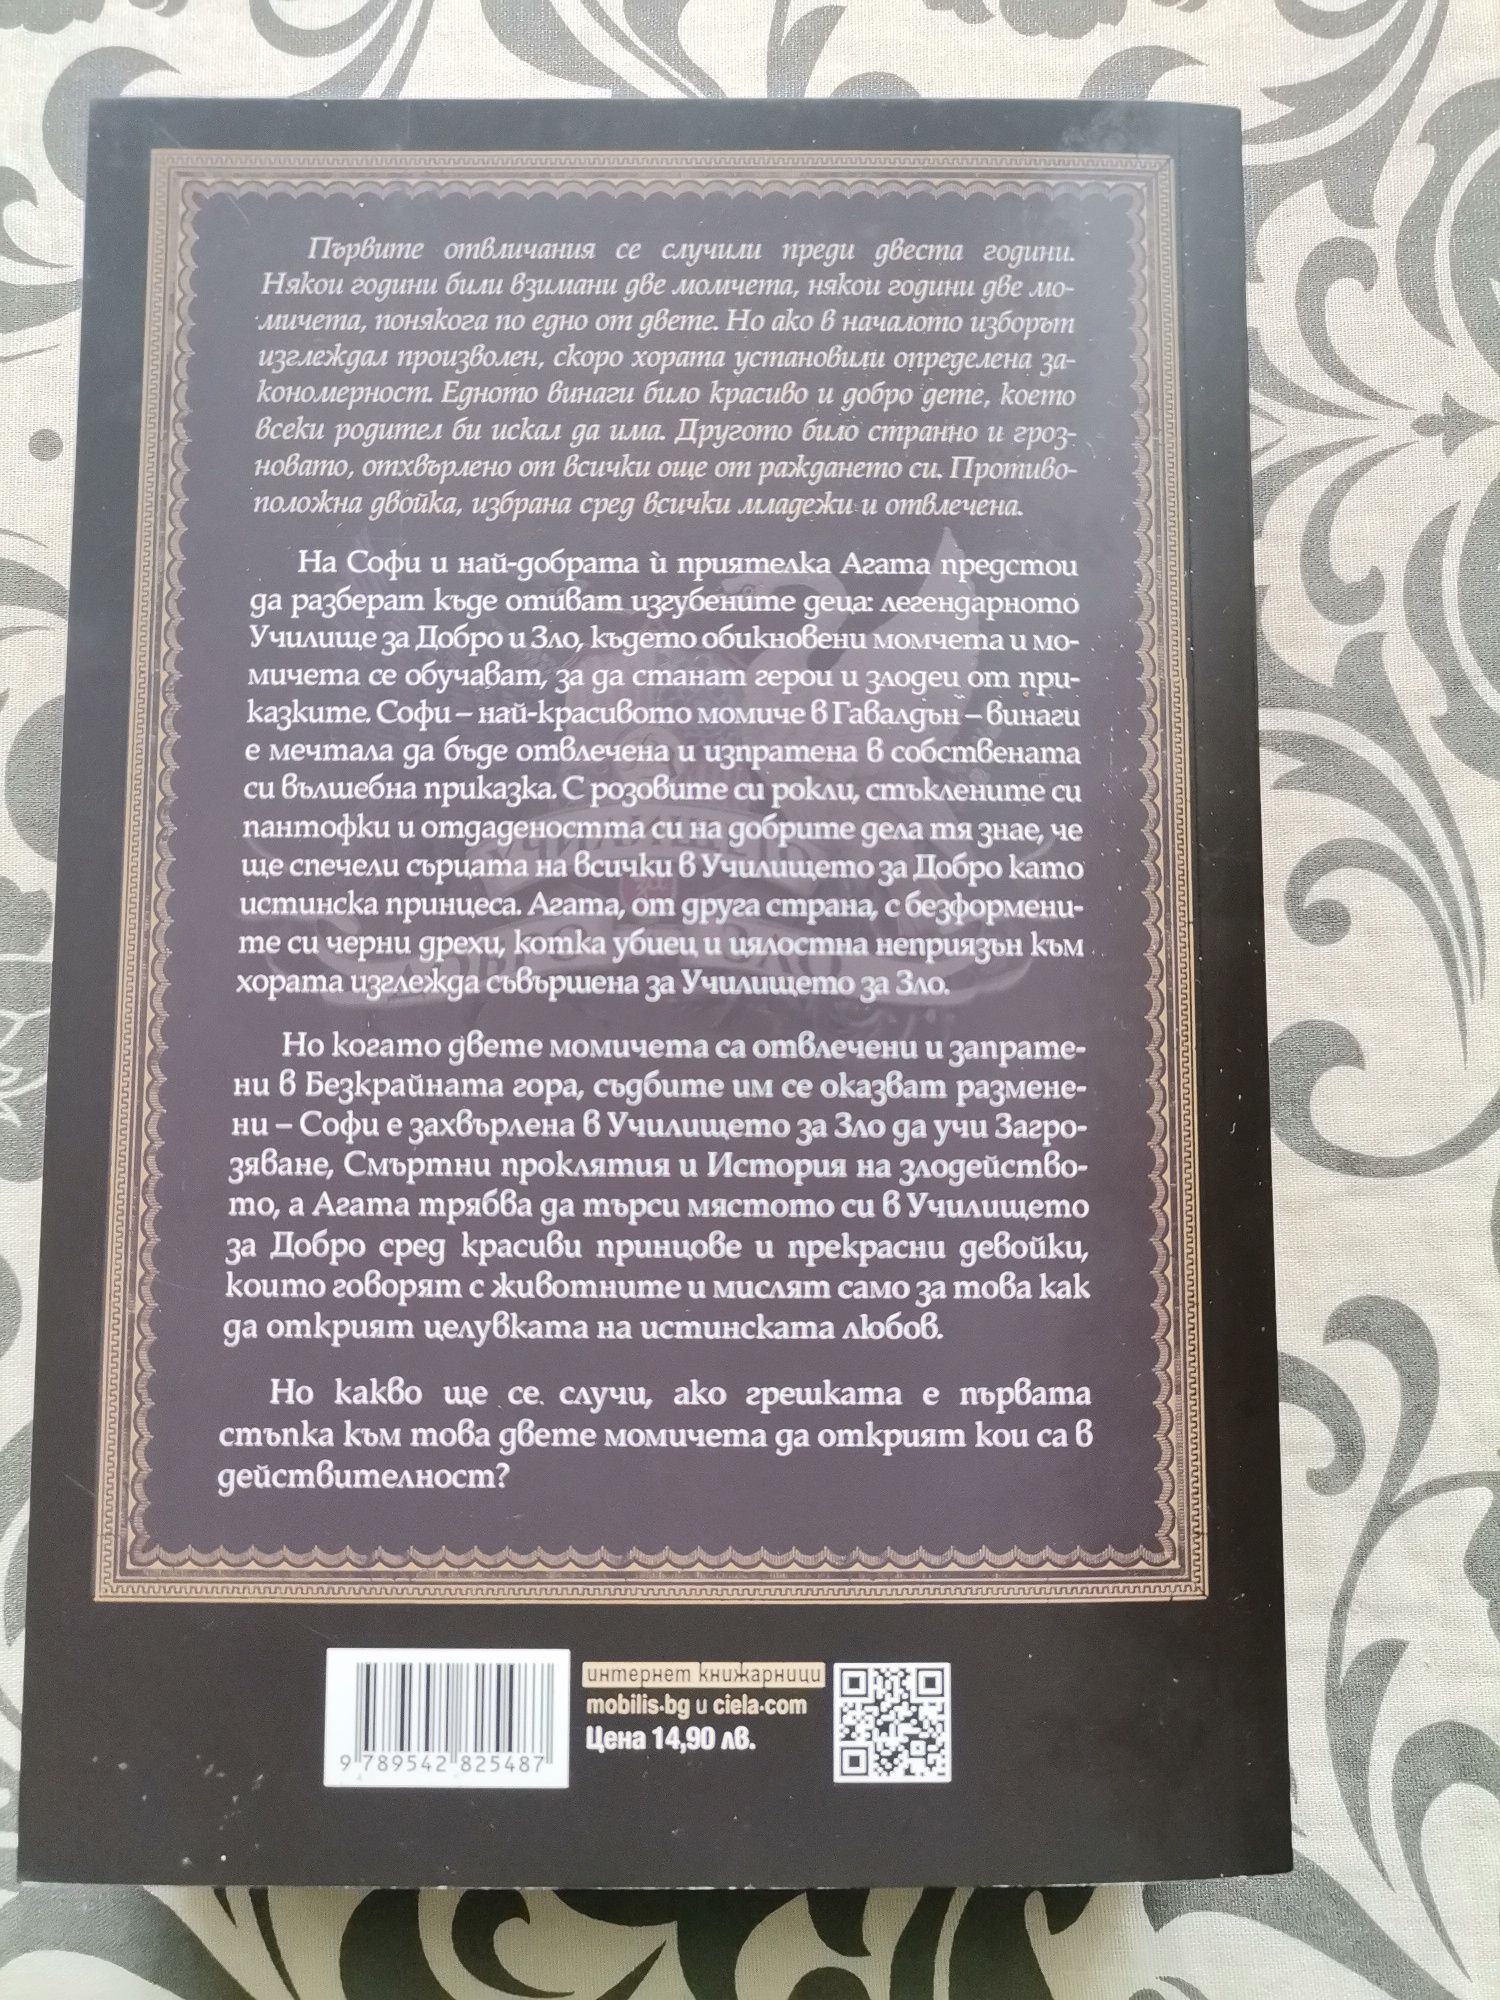 Първите отвличания се случили преди двеста години.
Някои години били взимани две момчета, някои години две мо-
мичета, понякога по едно от двете. Но ако в началото изборът
изглеждал произволен, скоро хората установили определена за-
кономерност. Едното винаги било красиво и добро дете, което
всеки родител би искал да има. Другото било странно и гроз-
новато, отхвърлено от всички още от раждането си. Противо-
положна двойка, избрана сред всички младежи и отвлечена.
На Софи и най-добрата ѝ приятелка Агата предстои
да разберат къде отиват изгубените деца: легендарното
Училище за Добро и Зло, където обикновени момчета и мо-
мичета се обучават, за да станат герои и злодеи от при-
казките. Софи – най-красивото момиче в Гавалдън – винаги
е мечтала да бъде отвлечена и изпратена в собствената
си вълшебна приказка. С розовите си рокли, стъклените си
пантофки и отдадеността си на добрите дела тя знае, че
ще спечели сърцата на всички в Училището за Добро като
истинска принцеса. Агата, от друга страна, с безформени-
те си черни дрехи, котка убиец и цялостна неприязън към
хората изглежда съвършена за Училището за Зло.
Но когато двете момичета са отвлечени и запрате-
ни в Безкрайната гора, съдбите им се оказват размене-
ни – Софи е захвърлена в Училището за Зло да учи Загро-
зяване, Смъртни проклятия и История на злодейство-
то, а Агата трябва да търси мястото си в Училището
за Добро сред красиви принцове и прекрасни девойки,
които говорят с животните и мислят само за това как
да открият целувката на истинската любов.
Но какво ще се случи, ако грешката е първата
стъпка към това двете момичета да открият кои са в
действителност?
интернет книжарници
mobilis.bg и ciela.com
Цена 14,90 лв.
9 789542 825487